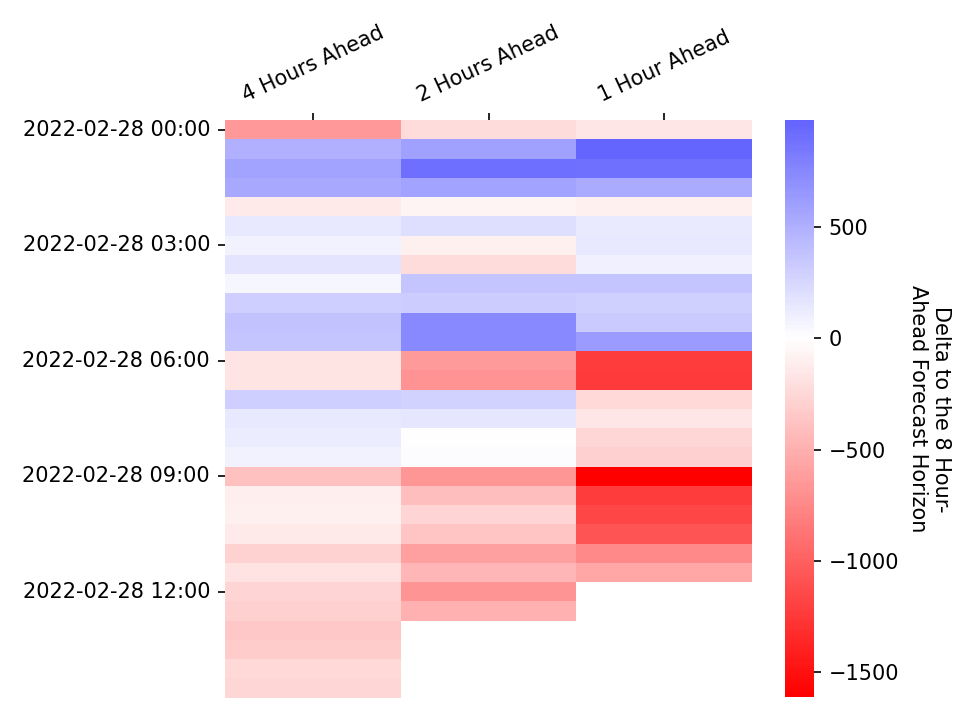 4 Hours Ahead
2 Hours Ahead
1 Hour Ahead
2022-02-28 00:00
2022-02-28 03:00
2022-02-28 06:00
2022-02-28 09:00
2022-02-28 12:00
500
0
−500
−1000
−1500
Delta to the 8 Hour-
Ahead Forecast Horizon